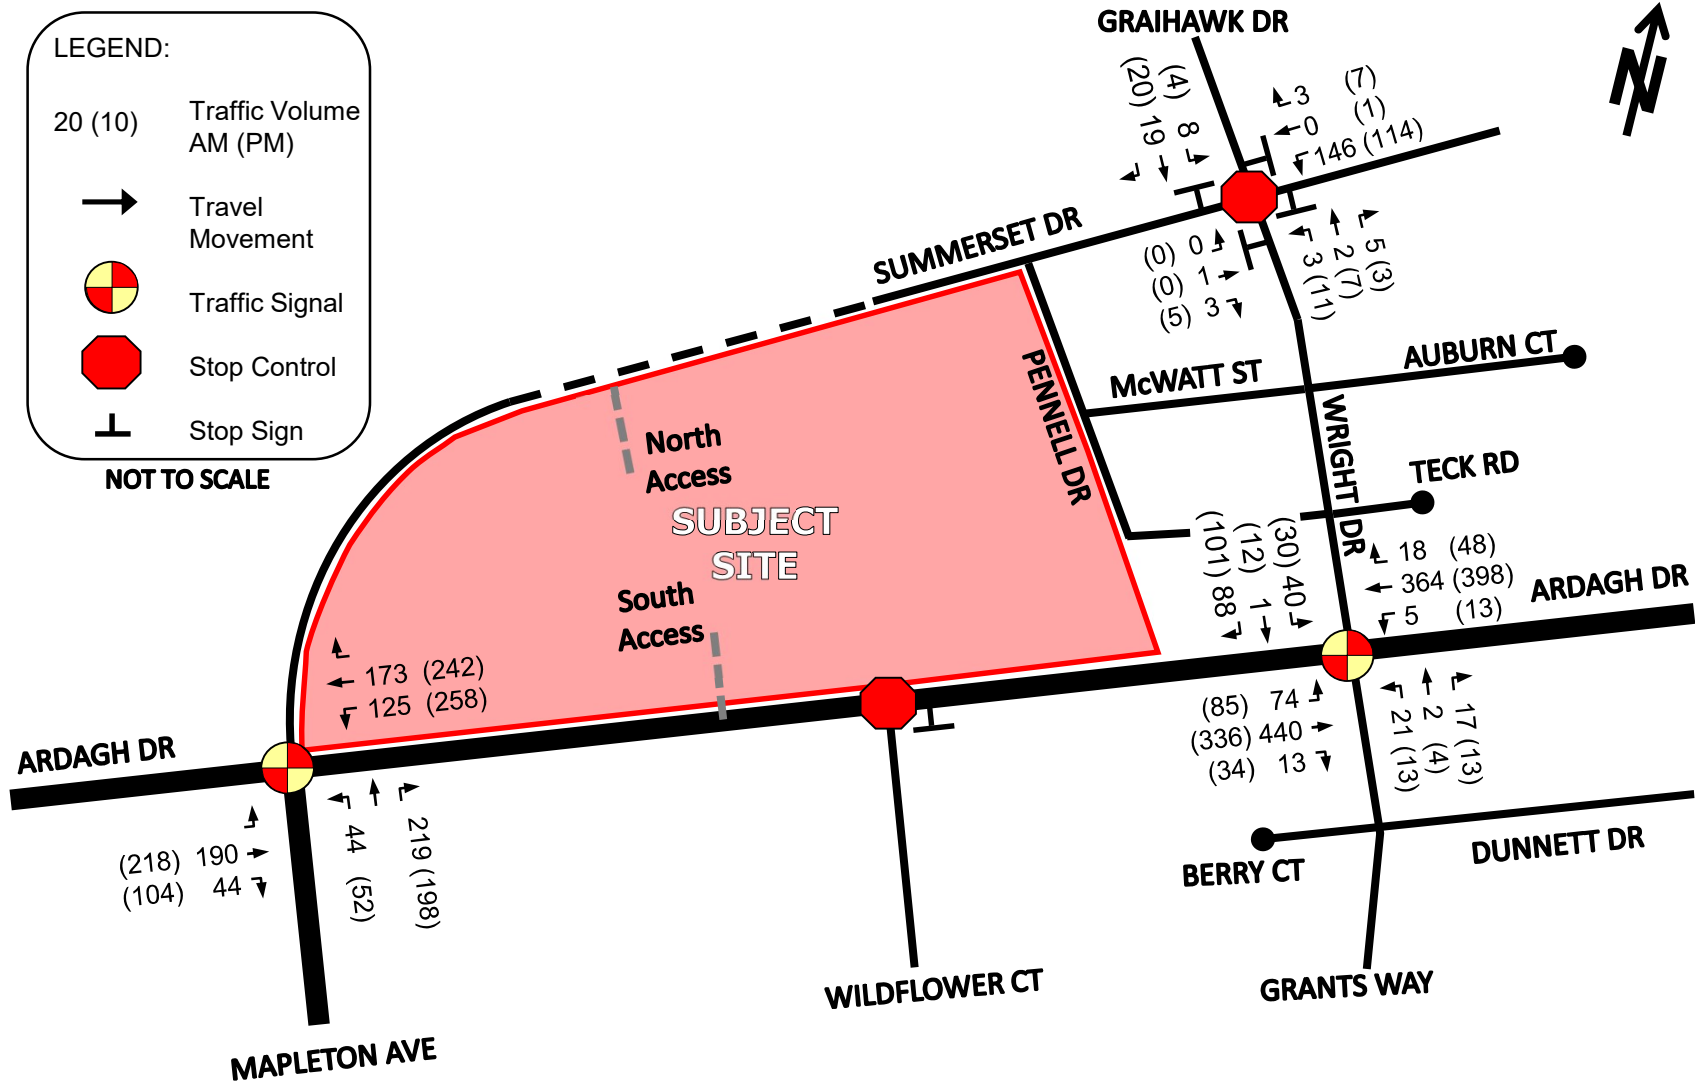 LEGEND:
20 (10)
Traffic Volume
AM (PM)
Travel
Movement
Traffic Signal
Stop Control
Stop Sign
NOT TO SCALE
GRAIHAWK DR
N
(20) 19
(4) 8
3 (7)
0 (1)
146 (114)
SUMMERSET DR
(0) 0
(0) 1
(5) 3
3 (11)
2 (7)
5 (3)
PENNELL DR
McWATT ST
AUBURN CT
WRIGHT DR
TECK RD
North
Access
SUBJECT
SITE
South
Access
(101) 88
(12) 1
(30) 40
18 (48)
364 (398)
5 (13)
ARDAGH DR
173 (242)
125 (258)
(85) 74
(336) 440
(34) 13
21 (13)
2 (4)
17 (13)
ARDAGH DR
(218) 190
(104) 44
44 (52)
219 (198)
BERRY CT
DUNNETT DR
WILDFLOWER CT
GRANTS WAY
MAPLETON AVE